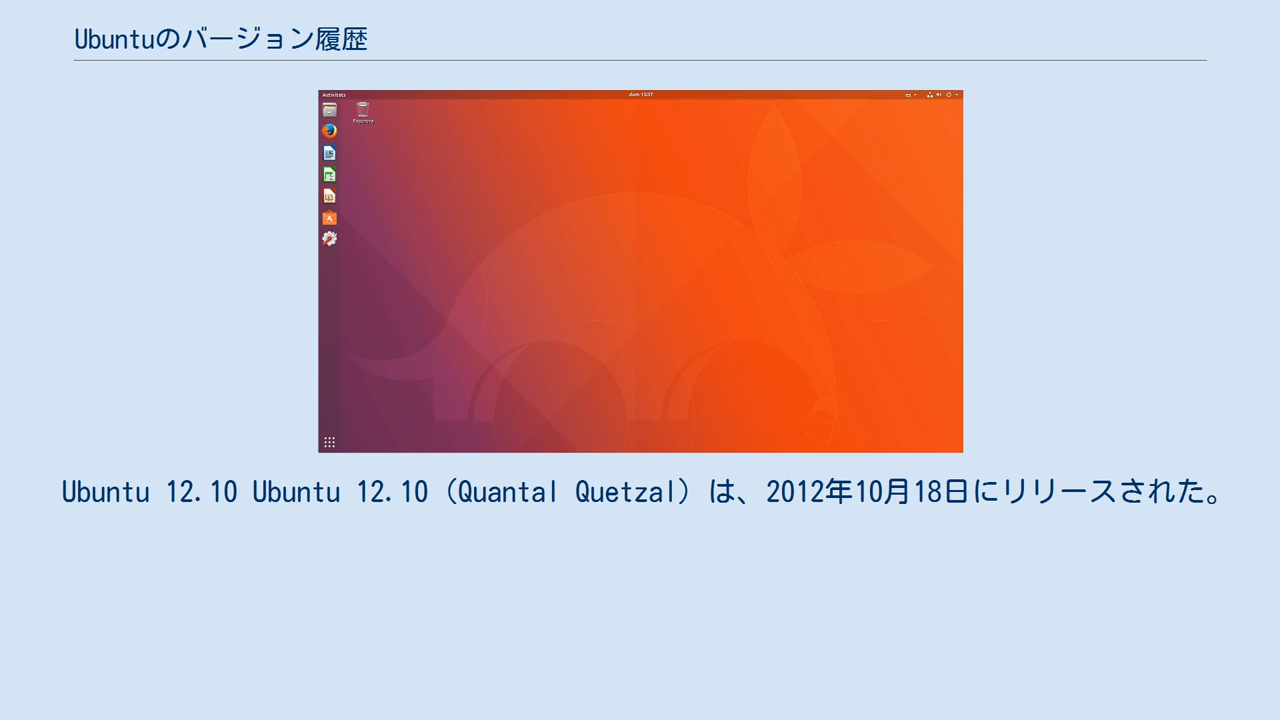 Ubuntuのバージョン履歴
Activitats
Paperera
Ubuntu 12.10 Ubuntu 12.10（Quantal Quetzal）は、2012年10月18日にリリースされた。